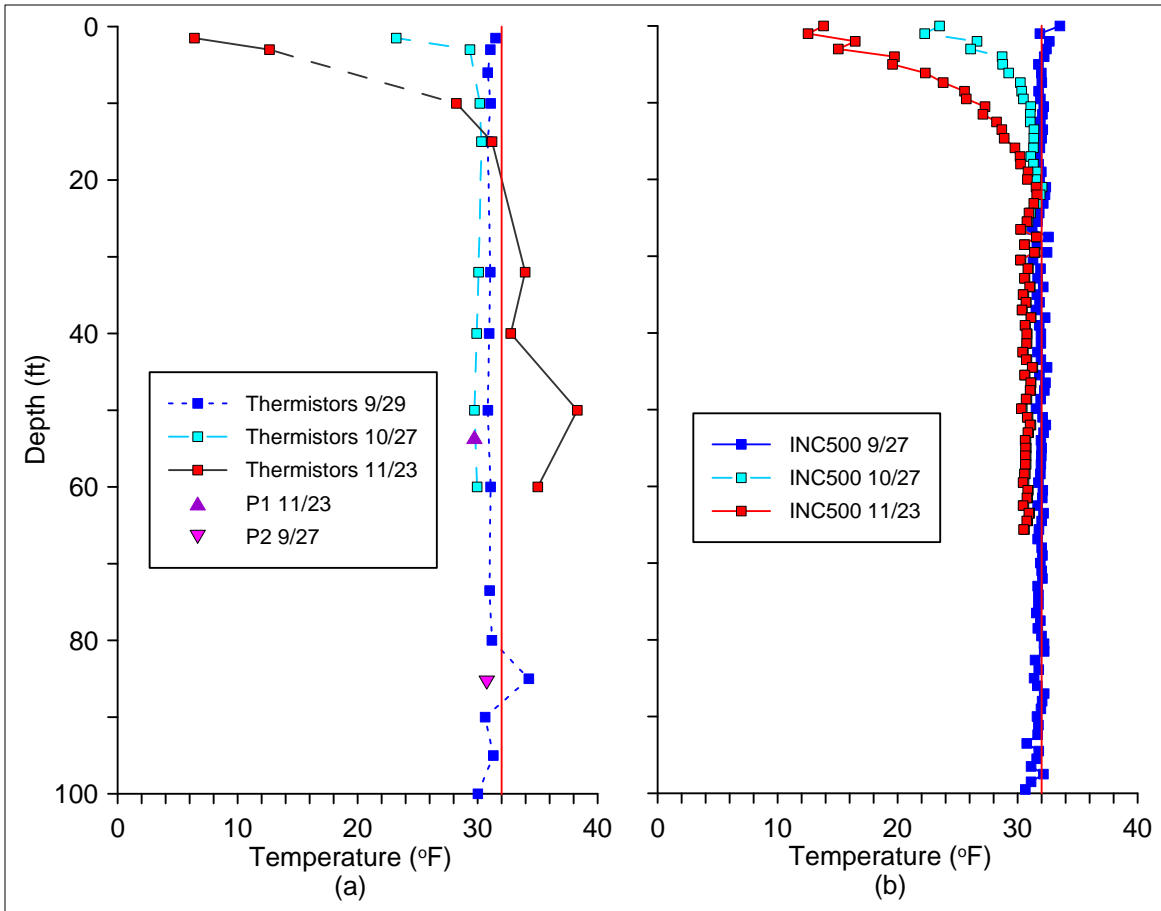 0
20
40
60
80
100
Depth (ft)
0 10 20 30 40
Temperature (°F)
(a)
Thermistors 9/29
Thermistors 10/27
Thermistors 11/23
P1 11/23
P2 9/27
0 10 20 30 40
Temperature (°F)
(b)
INC500 9/27
INC500 10/27
INC500 11/23